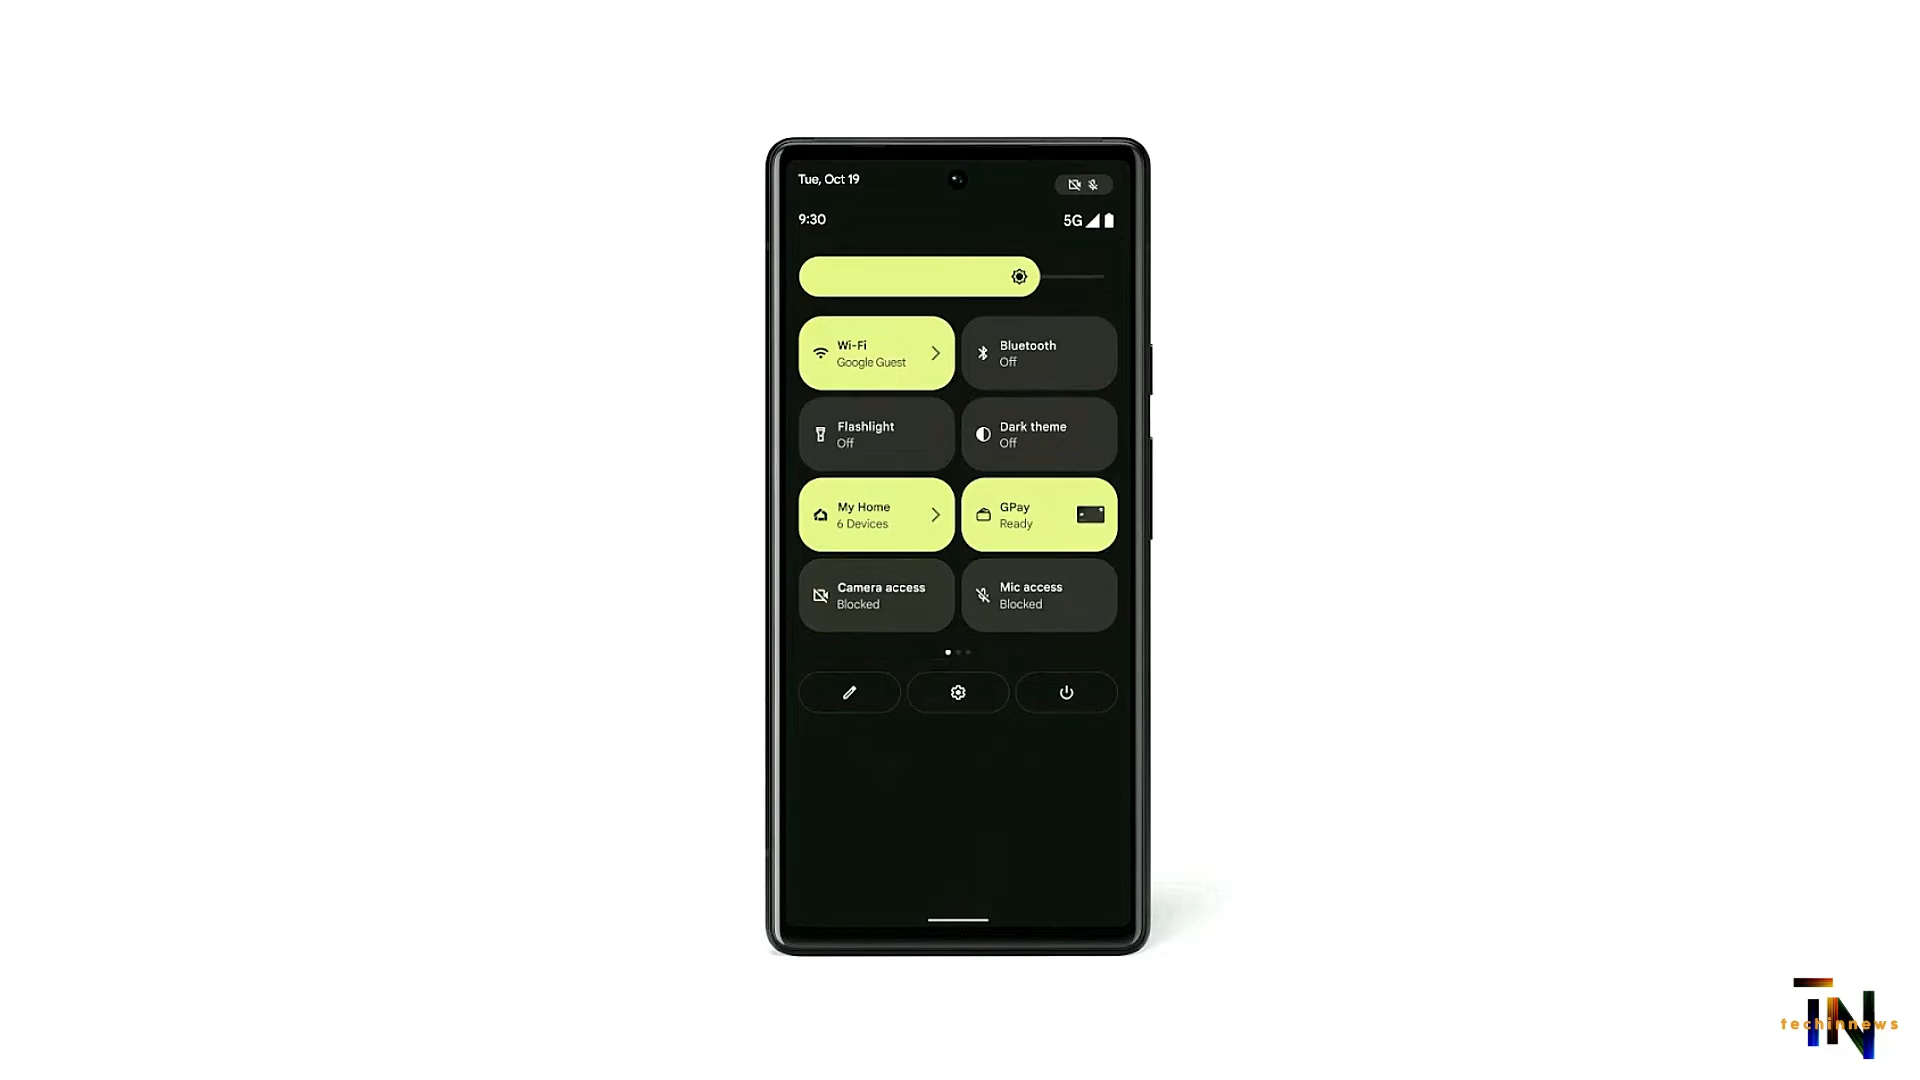 Tue, Oct 19
9:30
5G
Wi-Fi
Google Guest
Bluetooth
Off
Flashlight
Off
Dark theme
Off
My Home
6 Devices
GPay
Ready
Camera access
Blocked
Mic access
Blocked
TN
techinnews